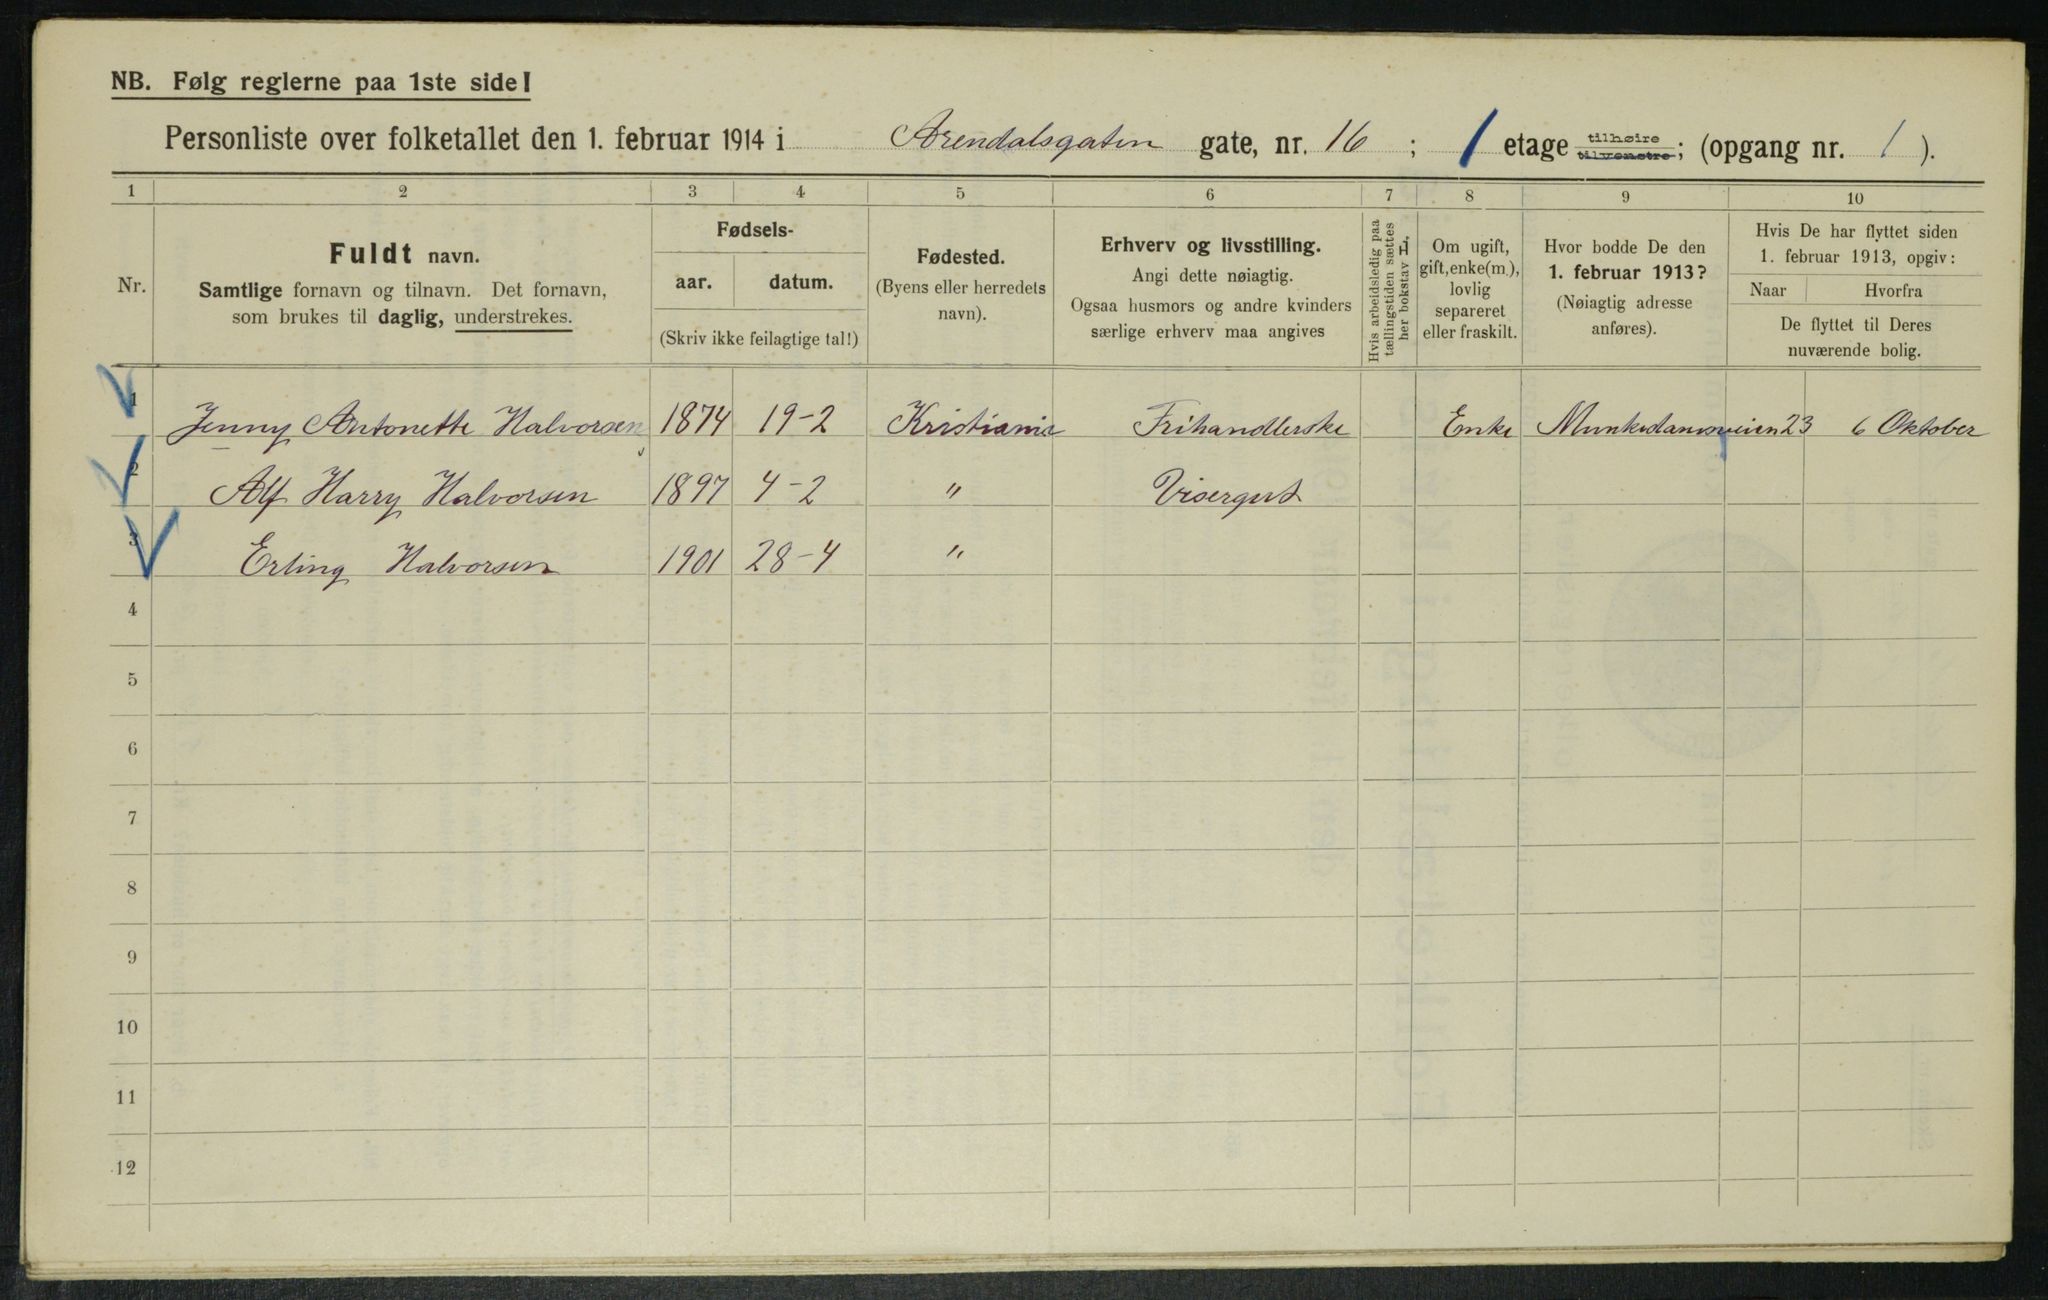 NB. Følg reglerne paa 1ste side!
Personliste over folketallet den 1. februar 1914 i Arendalsgaten gate, nr. 16 ; 1 etage tilhøire tilvenstre; (opgang nr. 1 ).
1 2 3 4 5 6 7 8 9 10
Nr.
Fuldt navn.
Samtlige fornavn og tilnavn. Det fornavn,
som brukes til daglig, understrekes.
Fødsels-
aar. datum.
(Skriv ikke feilagtige tal!)
Fødested.
(Byens eller herredets
navn).
Erhverv og livsstilling.
Angi dette nøiagtig.
Ogsaa husmors og andre kvinders
særlige erhverv maa angives
Hvis arbeidsledig paa
tællingstiden sættes
her bokstav L.
Om ugift,
gift, enke(m.),
lovlig
separeret
eller fraskilt.
Hvor bodde De den
1. februar 1913?
(Nøiagtig adresse
anføres).
Hvis De har flyttet siden
1. februar 1913, opgiv:
Naar Hvorfra
De flyttet til Deres
nuværende bolig.
1 Jenny Antonette Halvorsen 1874 19-2 Kristiania Frihandlerske Enke Munkedamsveien 23 6 Oktober
2 Alf Harry Halvorsen 1897 4-2 " Visergut
3 Erling Halvorsen 1901 28-4 "
4
5
6
7
8
9
10
11
12